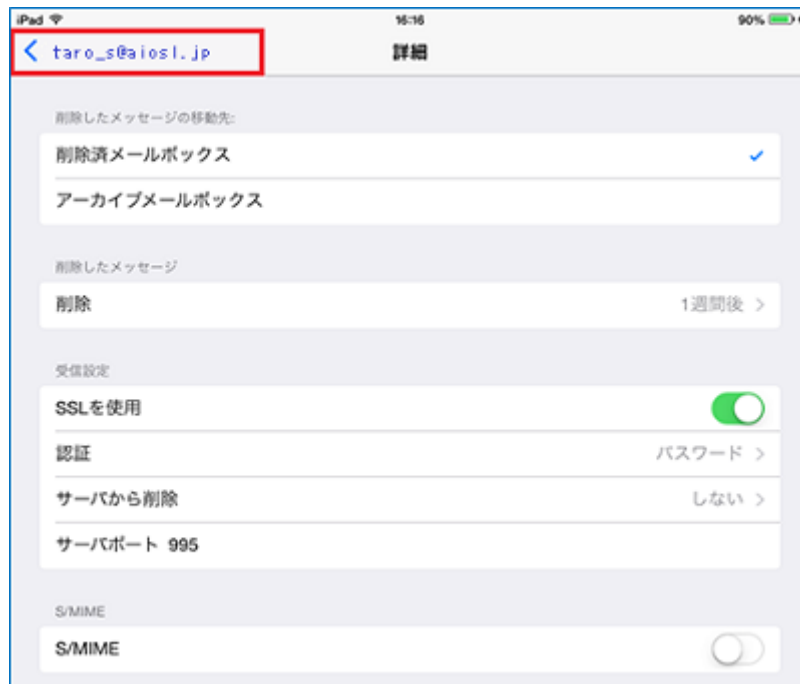 iPad 16:16 90%
taro_s@aiosl.jp 詳細
削除したメッセージの移動先:
削除済メールボックス
アーカイブメールボックス
削除したメッセージ
削除 1週間後
受信設定
SSLを使用
認証 パスワード
サーバから削除 しない
サーバポート 995
S/MIME
S/MIME